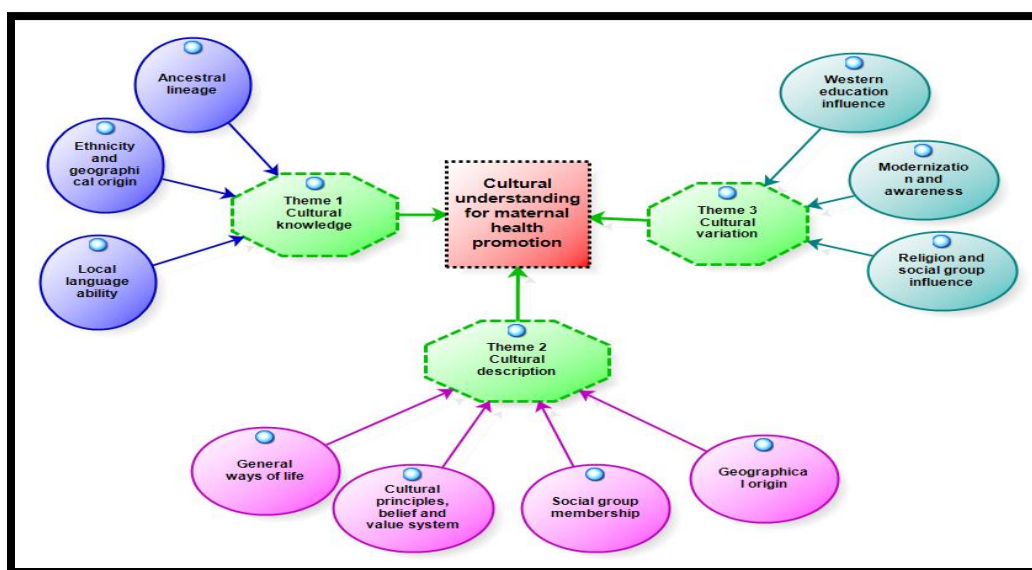 Ancestral
lineage
Ethnicity
and
geographi
cal origin
Local
language
ability
Theme 1
Cultural
knowledge
Cultural
understanding
for maternal
health
promotion
Theme 3
Cultural
variation
Western
education
influence
Modernizatio
n and
awareness
Religion and
social group
influence
Theme 2
Cultural
description
General
ways of life
Cultural
principles,
belief and
value system
Social group
membership
Geographica
l origin